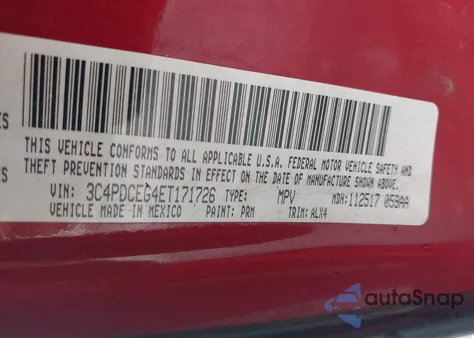 THIS VEHICLE CONFORMS TO ALL APPLICABLE U.S.A. FEDERAL MOTOR VEHICLE SAFETY AND
THEFT PREVENTION STANDARDS IN EFFECT ON THE DATE OF MANUFACTURE SHOWN ABOVE.
VIN: 3C4PDCEG4ET171726 TYPE: MPV MDH: 112517 059AA
VEHICLE MADE IN MEXICO PAINT: PRM TRIM: ALX4
autoSnap